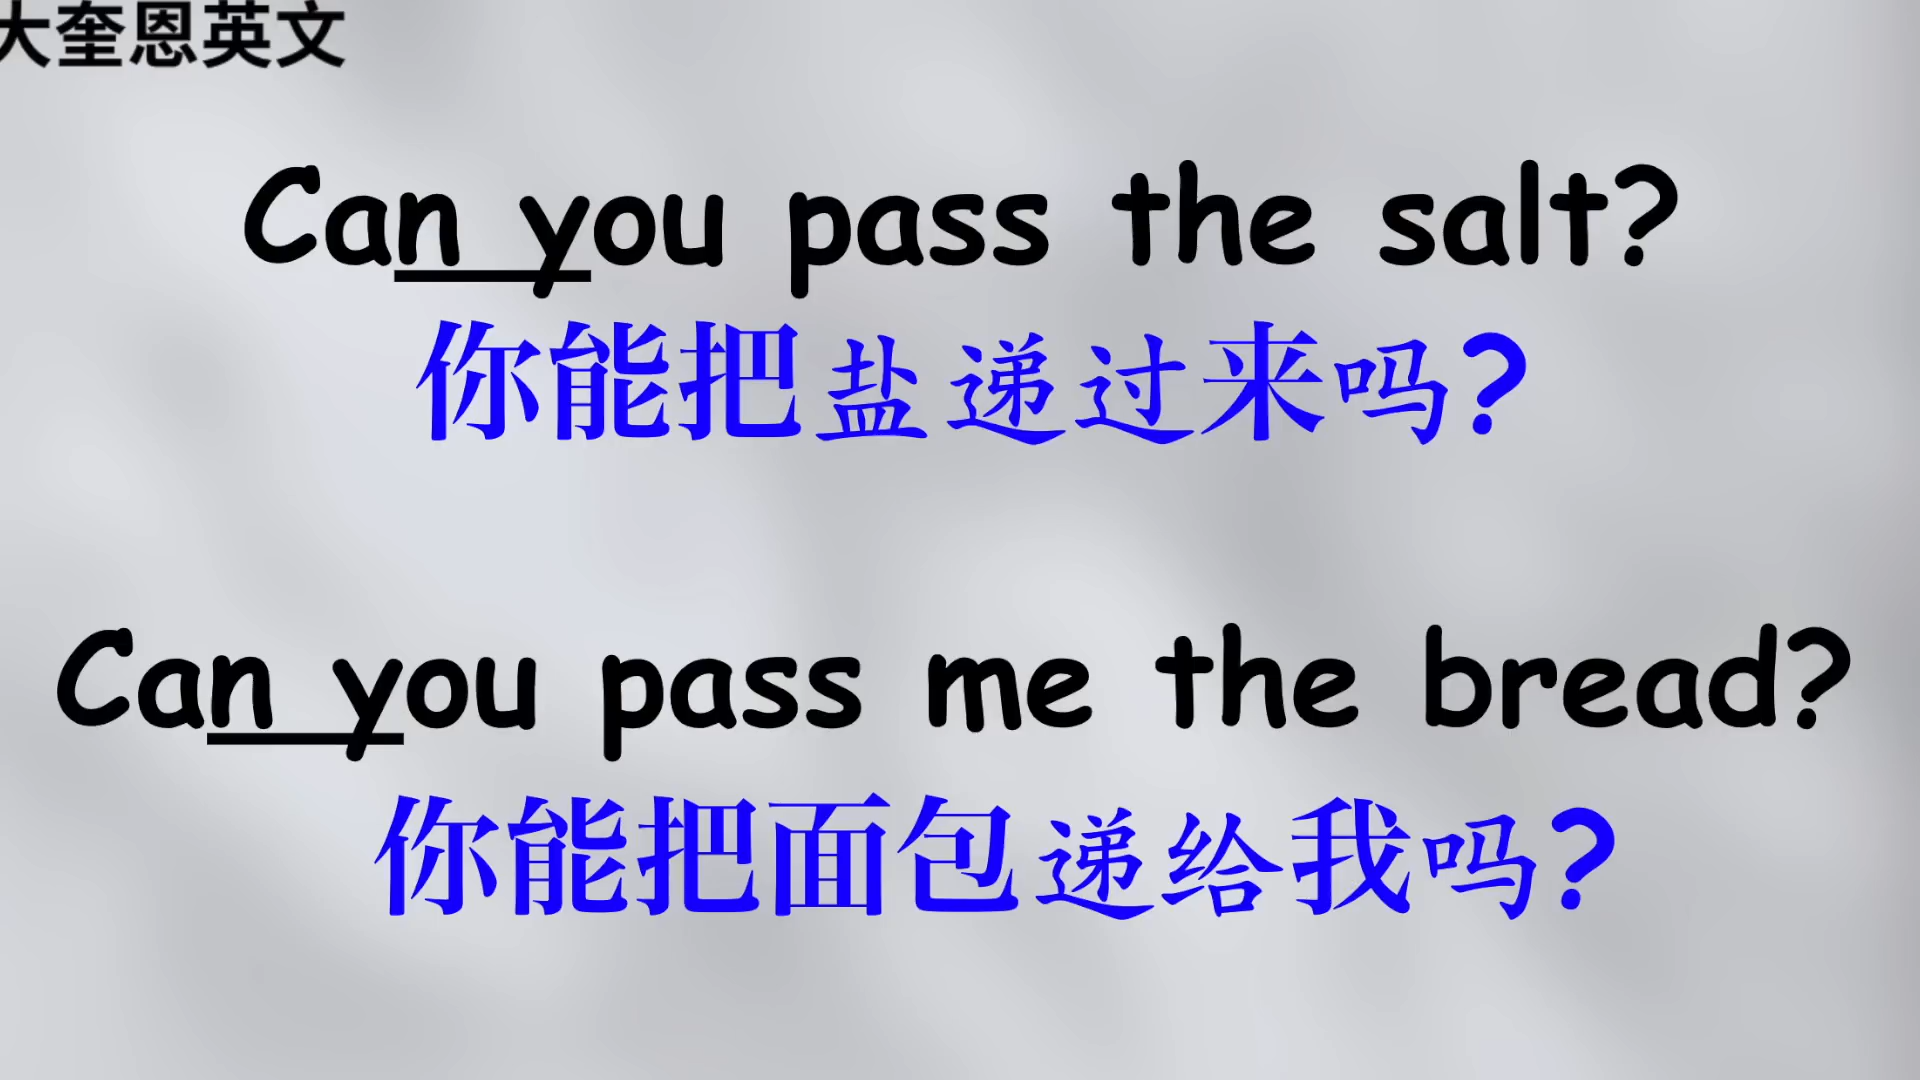 大奎恩英文
Can you pass the salt?
你能把盐递过来吗?
Can you pass me the bread?
你能把面包递给我吗?